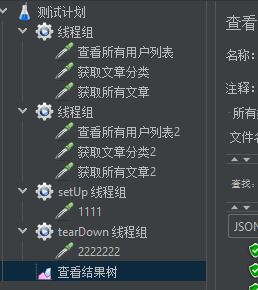 测试计划
线程组
查看所有用户列表
获取文章分类
获取所有文章
线程组
查看所有用户列表2
获取文章分类2
获取所有文章2
setUp 线程组
1111
tearDown 线程组
2222222
查看结果树
查看
名称:
注释:
所有
文件名
查找:
JSON